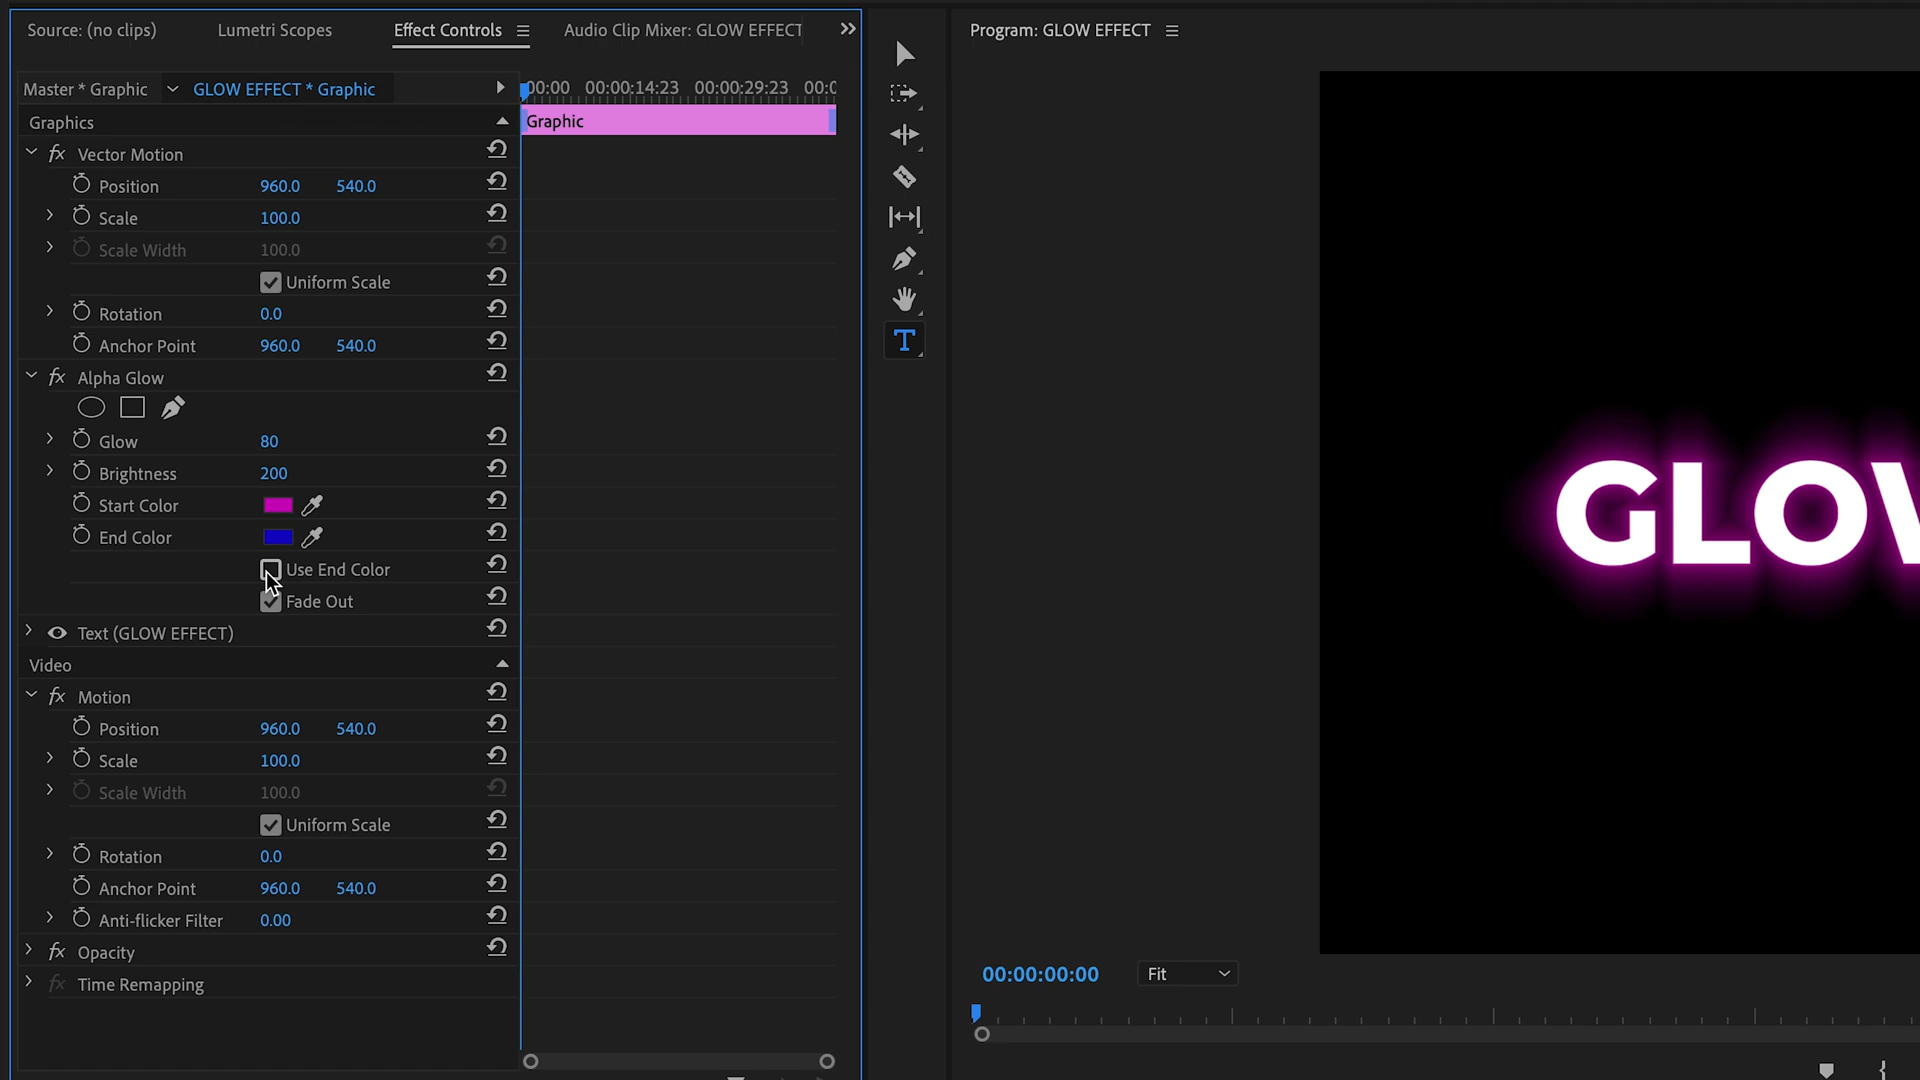 Source: (no clips) Lumetri Scopes Effect Controls Audio Clip Mixer: GLOW EFFECT
Program: GLOW EFFECT
Master * Graphic GLOW EFFECT * Graphic 00:00 00:00:14:23 00:00:29:23
Graphics
Graphic
fx Vector Motion
Position 960.0 540.0
Scale 100.0
Scale Width 100.0
Uniform Scale
Rotation 0.0
Anchor Point 960.0 540.0
fx Alpha Glow
Glow 80
Brightness 200
Start Color
End Color
Use End Color
Fade Out
Text (GLOW EFFECT)
Video
fx Motion
Position 960.0 540.0
Scale 100.0
Scale Width 100.0
Uniform Scale
Rotation 0.0
Anchor Point 960.0 540.0
Anti-flicker Filter 0.00
fx Opacity
fx Time Remapping
T
GLOW
00:00:00:00 Fit